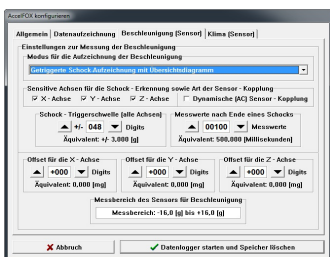 AccelFOX konfigurieren
Allgemein | Datenaufzeichnung | Beschleunigung (Sensor) | Klima (Sensor)
Einstellungen zur Messung der Beschleunigung
Modus für die Aufzeichnung der Beschleunigung
Getriggerte Schock Aufzeichnung mit Übersichtsdiagramm
Sensitive Achsen für die Schock - Erkennung sowie Art der Sensor - Kopplung
X - Achse Y - Achse Z - Achse Dynamische (AC) Sensor - Kopplung
Schock - Triggerschwelle (alle Achsen) Messwerte nach Ende eines Schocks
+/- 048 Digits 00100 Messwerte
Äquivalent: +/- 3,000 (g) Äquivalent: 500,000 (Millisekunden)
Offset für die X - Achse Offset für die Y - Achse Offset für die Z - Achse
+000 Digits +000 Digits +000 Digits
Äquivalent: 0,000 (mg) Äquivalent: 0,000 (mg) Äquivalent: 0,000 (mg)
Messbereich des Sensors für Beschleunigung
Messbereich: -16,0 (g) bis +16,0 (g)
Abbruch Datenlogger starten und Speicher löschen